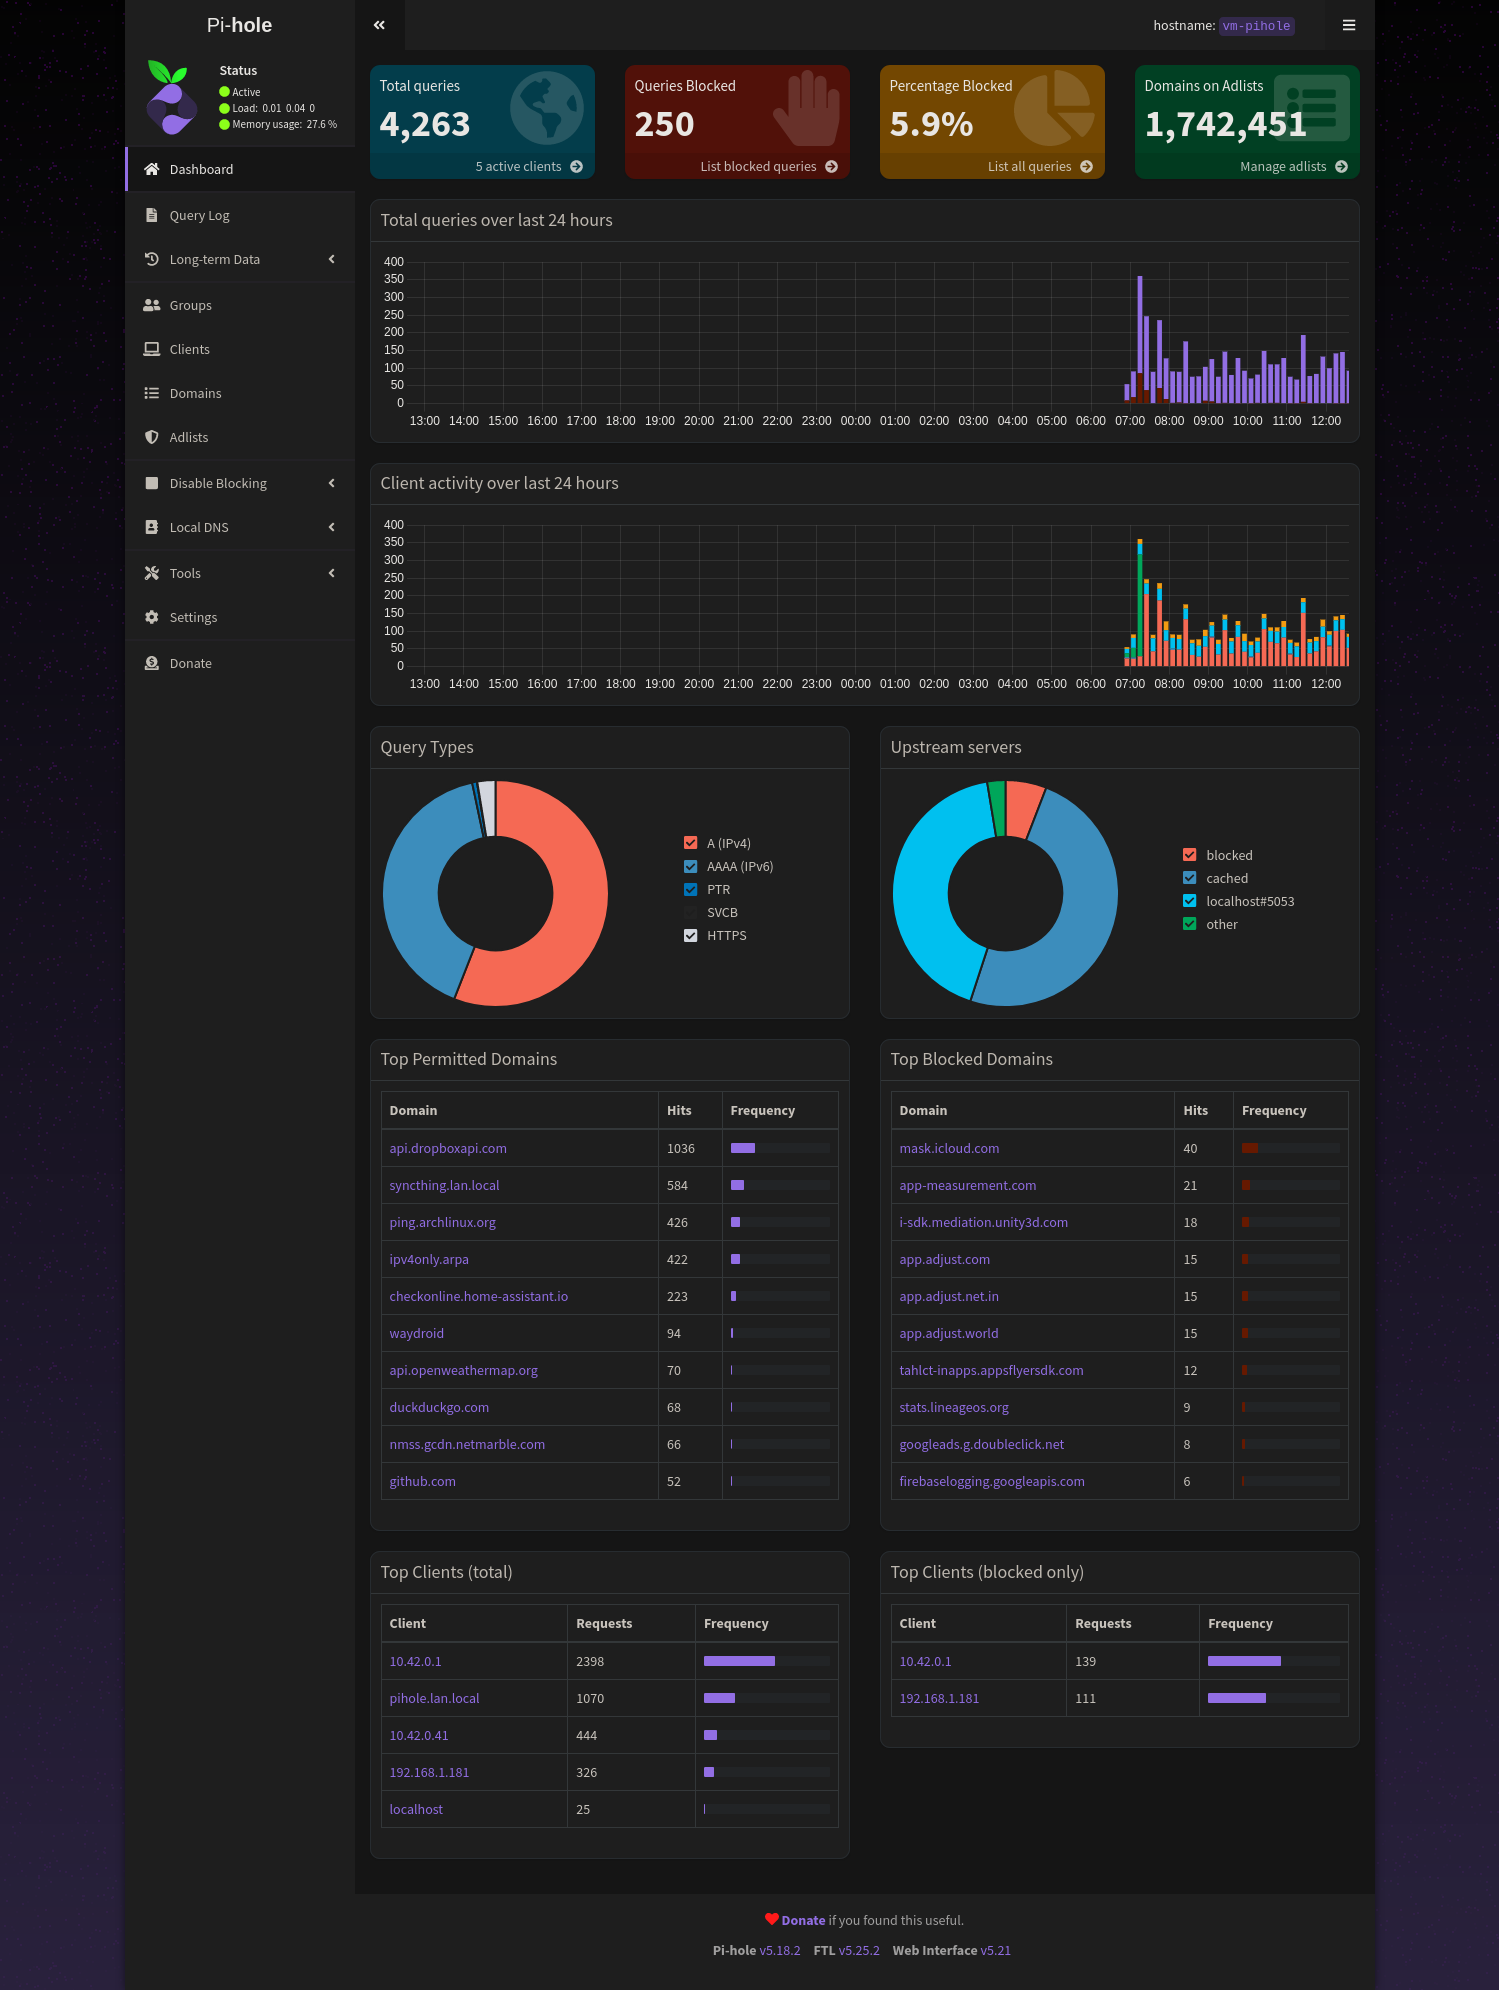 Pi-hole
hostname: vm-pihole
Status
Active
Load: 0.01 0.04 0
Memory usage: 27.6 %
Dashboard
Query Log
Long-term Data
Groups
Clients
Domains
Adlists
Disable Blocking
Local DNS
Tools
Settings
Donate
Total queries
4,263
5 active clients
Queries Blocked
250
List blocked queries
Percentage Blocked
5.9%
List all queries
Domains on Adlists
1,742,451
Manage adlists
Total queries over last 24 hours
400
350
300
250
200
150
100
50
0
13:00 14:00 15:00 16:00 17:00 18:00 19:00 20:00 21:00 22:00 23:00 00:00 01:00 02:00 03:00 04:00 05:00 06:00 07:00 08:00 09:00 10:00 11:00 12:00
Client activity over last 24 hours
400
350
300
250
200
150
100
50
0
13:00 14:00 15:00 16:00 17:00 18:00 19:00 20:00 21:00 22:00 23:00 00:00 01:00 02:00 03:00 04:00 05:00 06:00 07:00 08:00 09:00 10:00 11:00 12:00
Query Types
A (IPv4)
AAAA (IPv6)
PTR
SVCB
HTTPS
Upstream servers
blocked
cached
localhost#5053
other
Top Permitted Domains
Domain Hits Frequency
api.dropboxapi.com 1036
syncthing.lan.local 584
ping.archlinux.org 426
ipv4only.arpa 422
checkonline.home-assistant.io 223
waydroid 94
api.openweathermap.org 70
duckduckgo.com 68
nmss.gcdn.netmarble.com 66
github.com 52
Top Blocked Domains
Domain Hits Frequency
mask.icloud.com 40
app-measurement.com 21
i-sdk.mediation.unity3d.com 18
app.adjust.com 15
app.adjust.net.in 15
app.adjust.world 15
tahlct-inapps.appsflyersdk.com 12
stats.lineageos.org 9
googleads.g.doubleclick.net 8
firebaselogging.googleapis.com 6
Top Clients (total)
Client Requests Frequency
10.42.0.1 2398
pihole.lan.local 1070
10.42.0.41 444
192.168.1.181 326
localhost 25
Top Clients (blocked only)
Client Requests Frequency
10.42.0.1 139
192.168.1.181 111
Donate if you found this useful.
Pi-hole v5.18.2 FTL v5.25.2 Web Interface v5.21